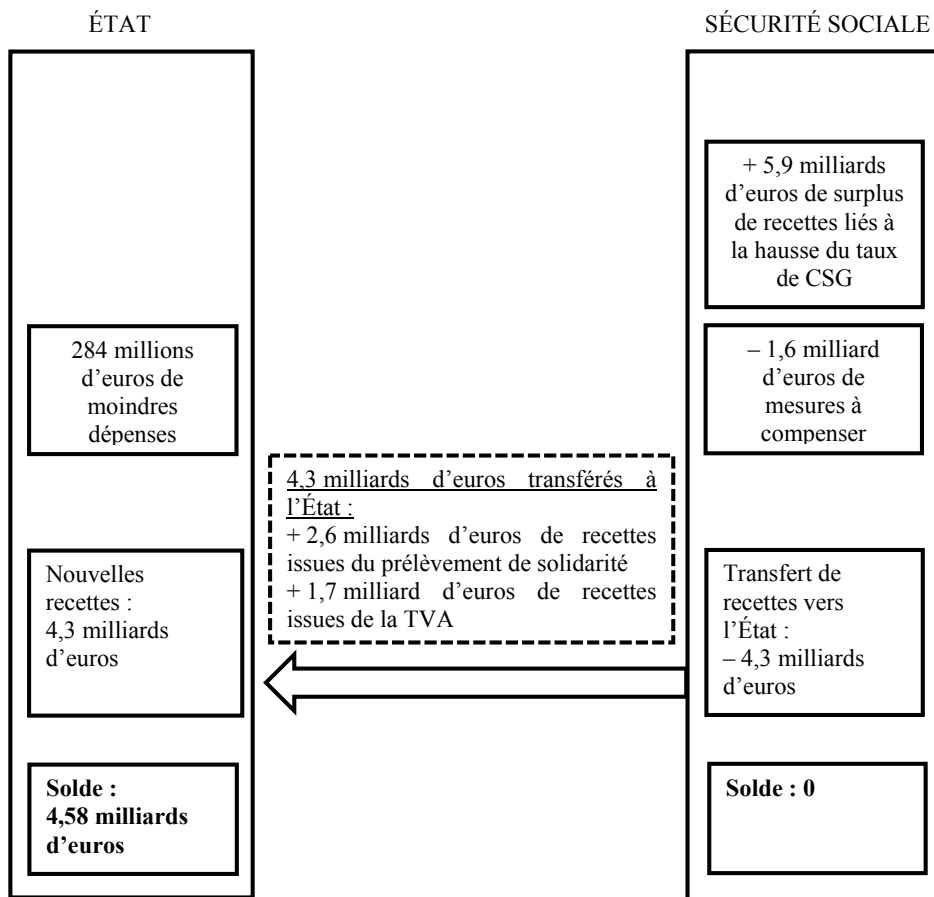 ÉTAT
284 millions
d’euros de
moindres
dépenses
Nouvelles
recettes :
4,3 milliards
d’euros
Solde :
4,58 milliards
d’euros
4,3 milliards d’euros transférés à
l’État :
+ 2,6 milliards d’euros de recettes
issues du prélèvement de solidarité
+ 1,7 milliard d’euros de recettes
issues de la TVA
SÉCURITÉ SOCIALE
+ 5,9 milliards
d’euros de surplus
de recettes liés à
la hausse du taux
de CSG
– 1,6 milliard
d’euros de
mesures à
compenser
Transfert de
recettes vers
l’État :
– 4,3 milliards
d’euros
Solde : 0